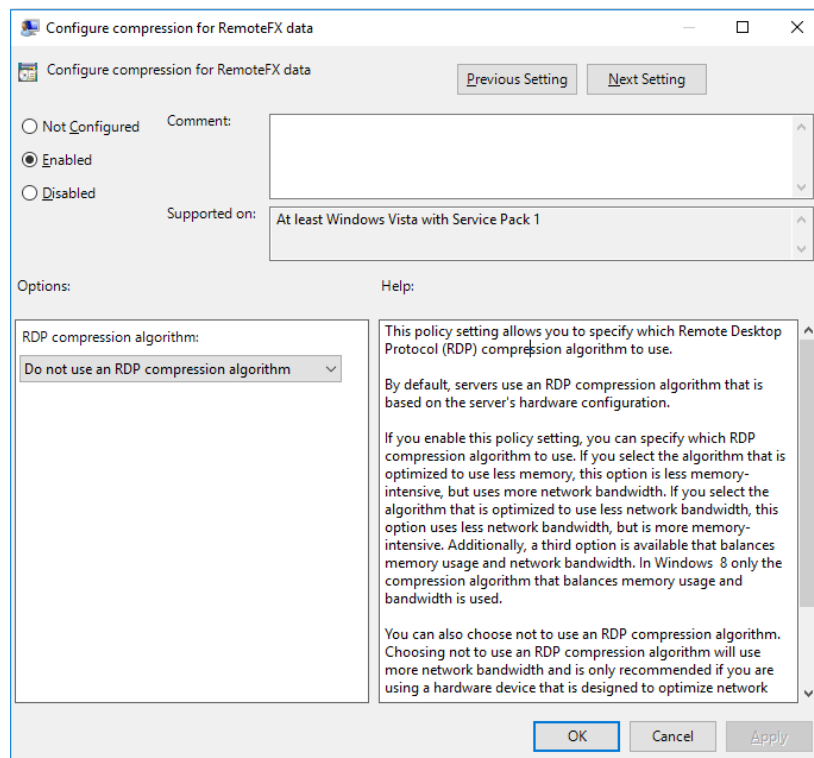 Configure compression for RemoteFX data
Configure compression for RemoteFX data
Previous Setting
Next Setting
Not Configured
Comment:
Enabled
Disabled
Supported on:
At least Windows Vista with Service Pack 1
Options:
Help:
RDP compression algorithm:
Do not use an RDP compression algorithm
This policy setting allows you to specify which Remote Desktop
Protocol (RDP) compression algorithm to use.
By default, servers use an RDP compression algorithm that is
based on the server's hardware configuration.
If you enable this policy setting, you can specify which RDP
compression algorithm to use. If you select the algorithm that is
optimized to use less memory, this option is less memory-
intensive, but uses more network bandwidth. If you select the
algorithm that is optimized to use less network bandwidth, this
option uses less network bandwidth, but is more memory-
intensive. Additionally, a third option is available that balances
memory usage and network bandwidth. In Windows  8 only the
compression algorithm that balances memory usage and
bandwidth is used.
You can also choose not to use an RDP compression algorithm.
Choosing not to use an RDP compression algorithm will use
more network bandwidth and is only recommended if you are
using a hardware device that is designed to optimize network
OK
Cancel
Apply